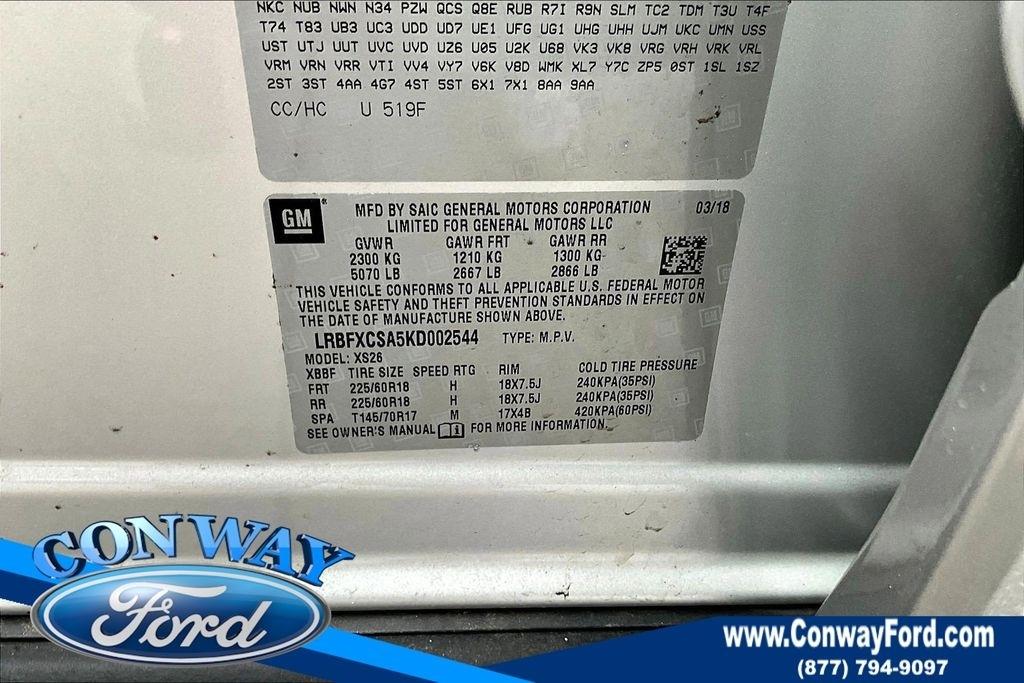 NKC NUB NWN N34 PZW QCS Q8E RUB R7I R9N SLM TC2 TDM T3U T4F
T74 T83 UB3 UC3 UDD UD7 UE1 UFG UG1 UHG UHH UJM UKC UMN USS
UST UTJ UUT UVC UVD UZ6 U05 U2K U68 VK3 VK8 VRG VRH VRK VRL
VRM VRN VRR VTI VV4 VY7 V6K V8D WMK XL7 Y7C ZP5 0ST 1SL 1SZ
2ST 3ST 4AA 4G7 4ST 5ST 6X1 7X1 8AA 9AA
CC/HC U 519F
GM®
MFD BY SAIC GENERAL MOTORS CORPORATION 03/18
LIMITED FOR GENERAL MOTORS LLC
GVWR GAWR FRT GAWR RR
2300 KG 1210 KG 1300 KG
5070 LB 2667 LB 2866 LB
THIS VEHICLE CONFORMS TO ALL APPLICABLE U.S. FEDERAL MOTOR
VEHICLE SAFETY AND THEFT PREVENTION STANDARDS IN EFFECT ON
THE DATE OF MANUFACTURE SHOWN ABOVE.
LRBFXCSA5KD002544 TYPE: M.P.V.
MODEL: XS26
XBBF TIRE SIZE SPEED RTG RIM COLD TIRE PRESSURE
FRT 225/60R18 H 18X7.5J 240KPA(35PSI)
RR 225/60R18 H 18X7.5J 240KPA(35PSI)
SPA T145/70R17 M 17X4B 420KPA(60PSI)
SEE OWNER'S MANUAL FOR MORE INFORMATION.
CONWAY
Ford
www.ConwayFord.com
(877) 794-9097